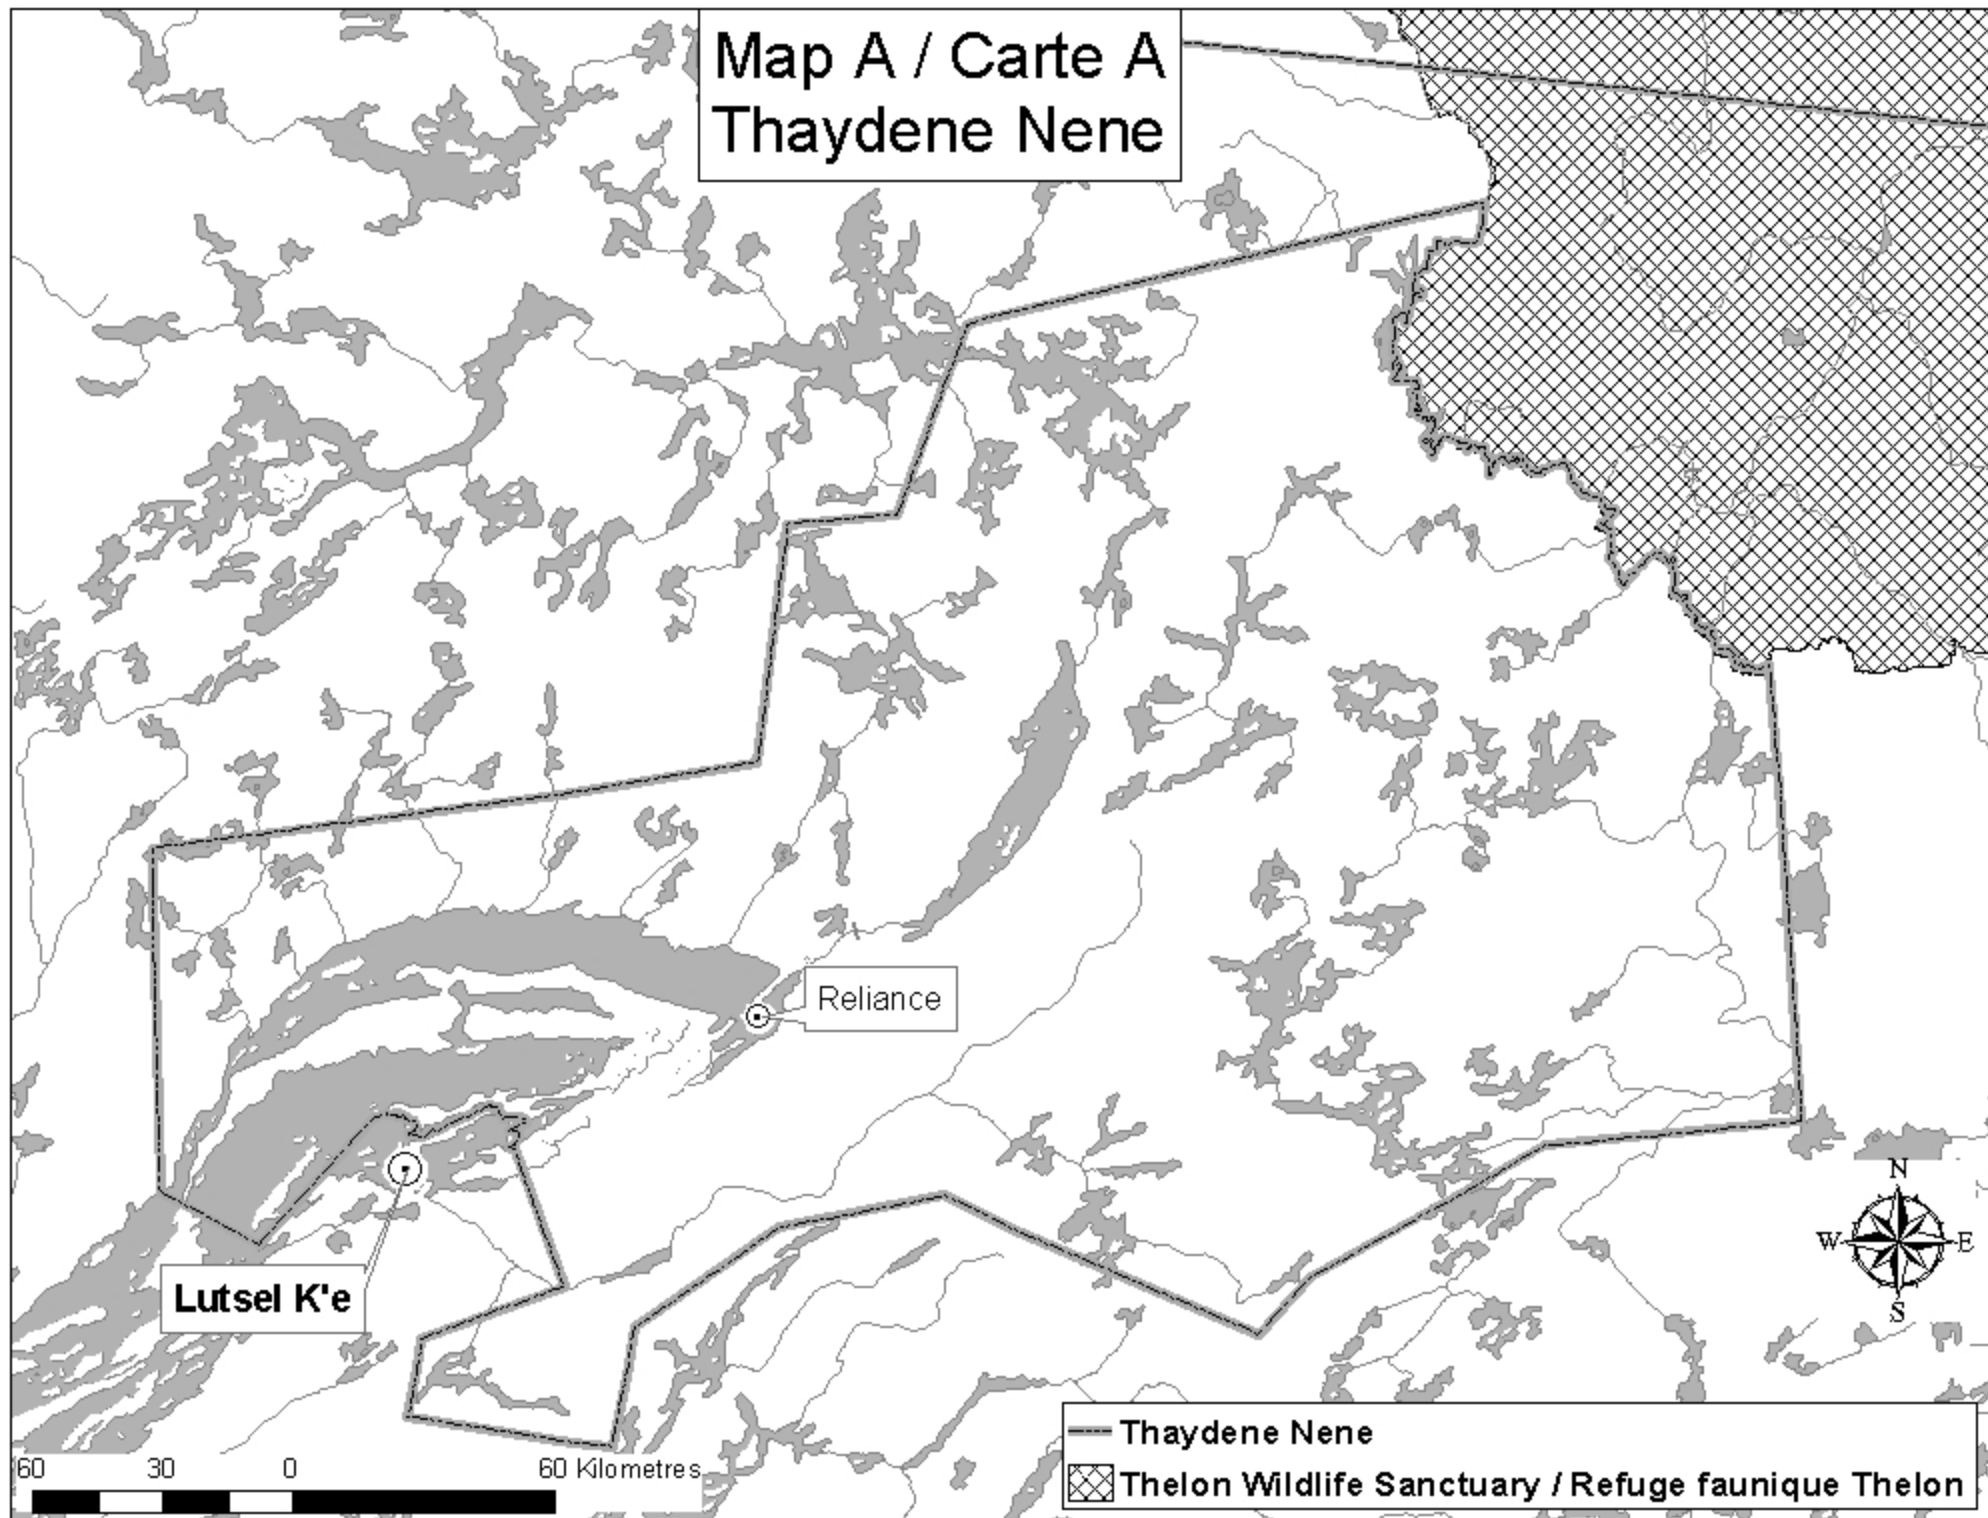 Map A / Carte A
Thaydene Nene
Reliance
Lutsel K'e
N
W E
S
60 30 0 60 Kilometres
Thaydene Nene
Thelon Wildlife Sanctuary / Refuge faunique Thelon